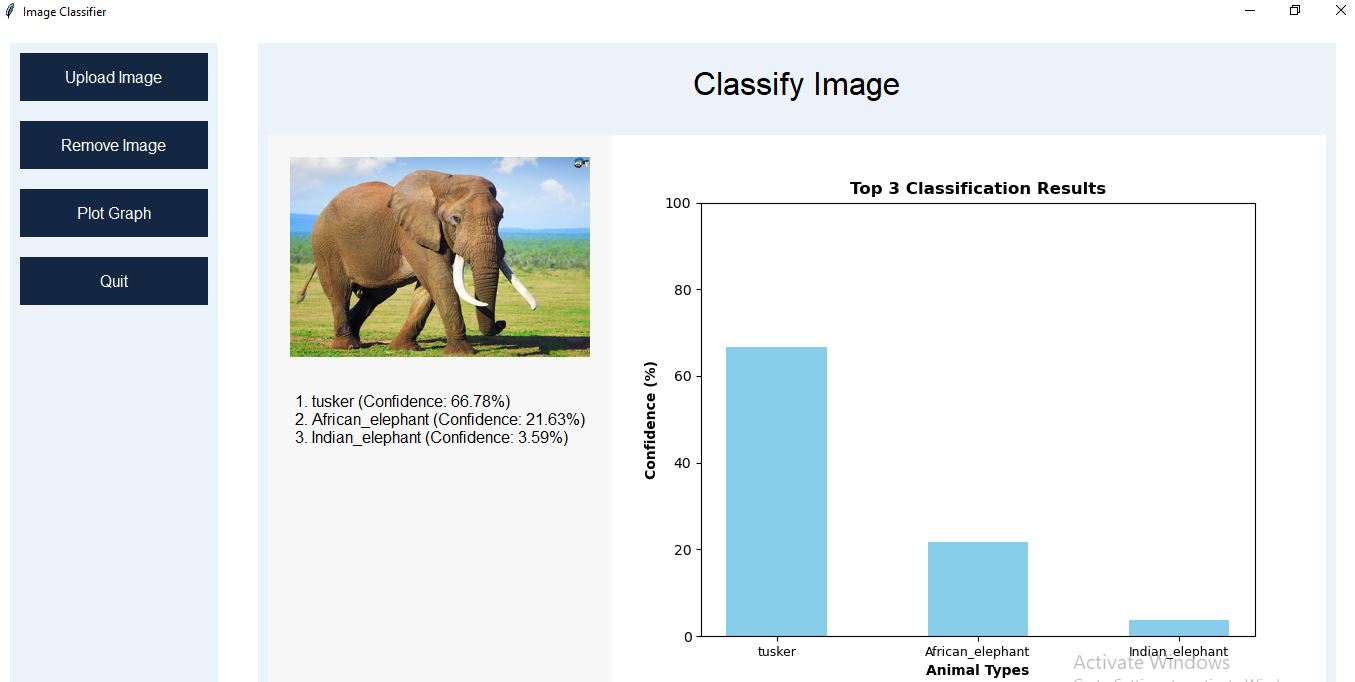 Image Classifier
Upload Image
Remove Image
Plot Graph
Quit
Classify Image
1. tusker (Confidence: 66.78%)
2. African_elephant (Confidence: 21.63%)
3. Indian_elephant (Confidence: 3.59%)
Top 3 Classification Results
100
80
60
40
20
0
Confidence (%)
tusker African_elephant Indian_elephant
Animal Types
Activate Windows